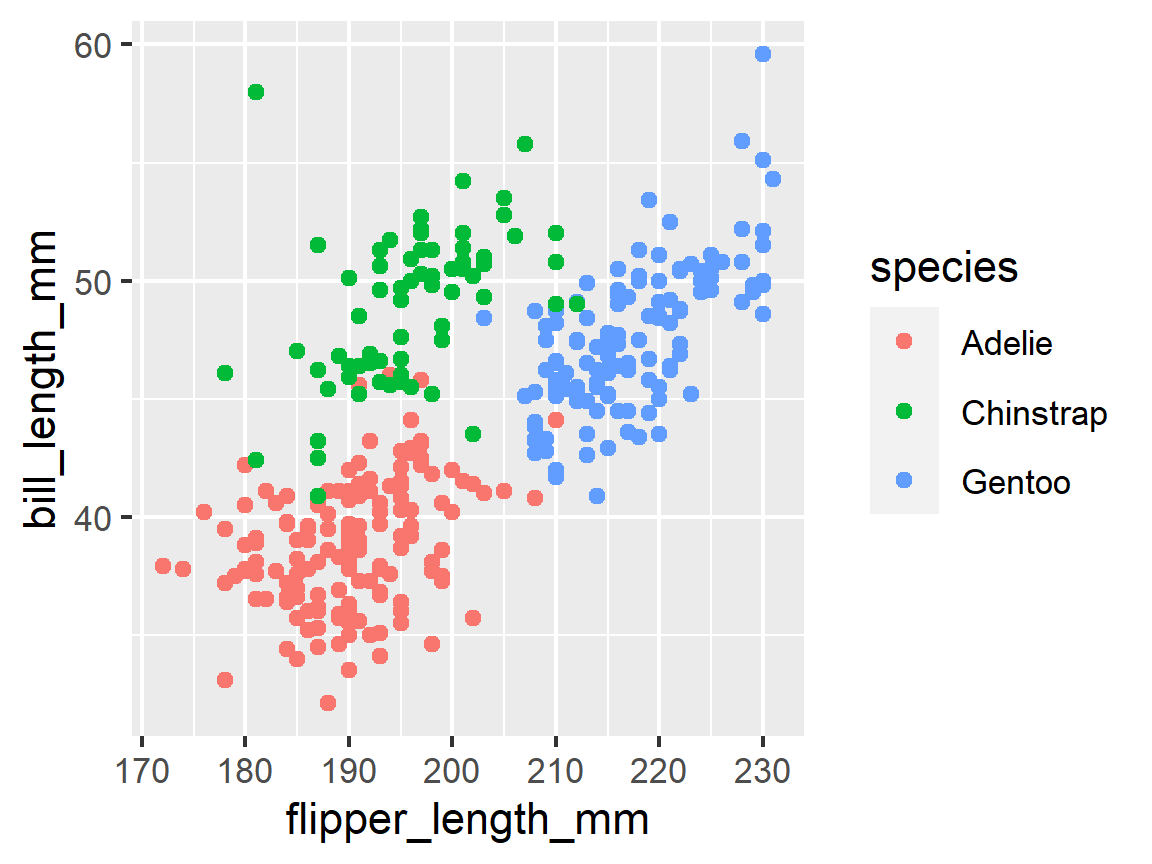 60
50
40
bill_length_mm
170 180 190 200 210 220 230
flipper_length_mm
species
Adelie
Chinstrap
Gentoo